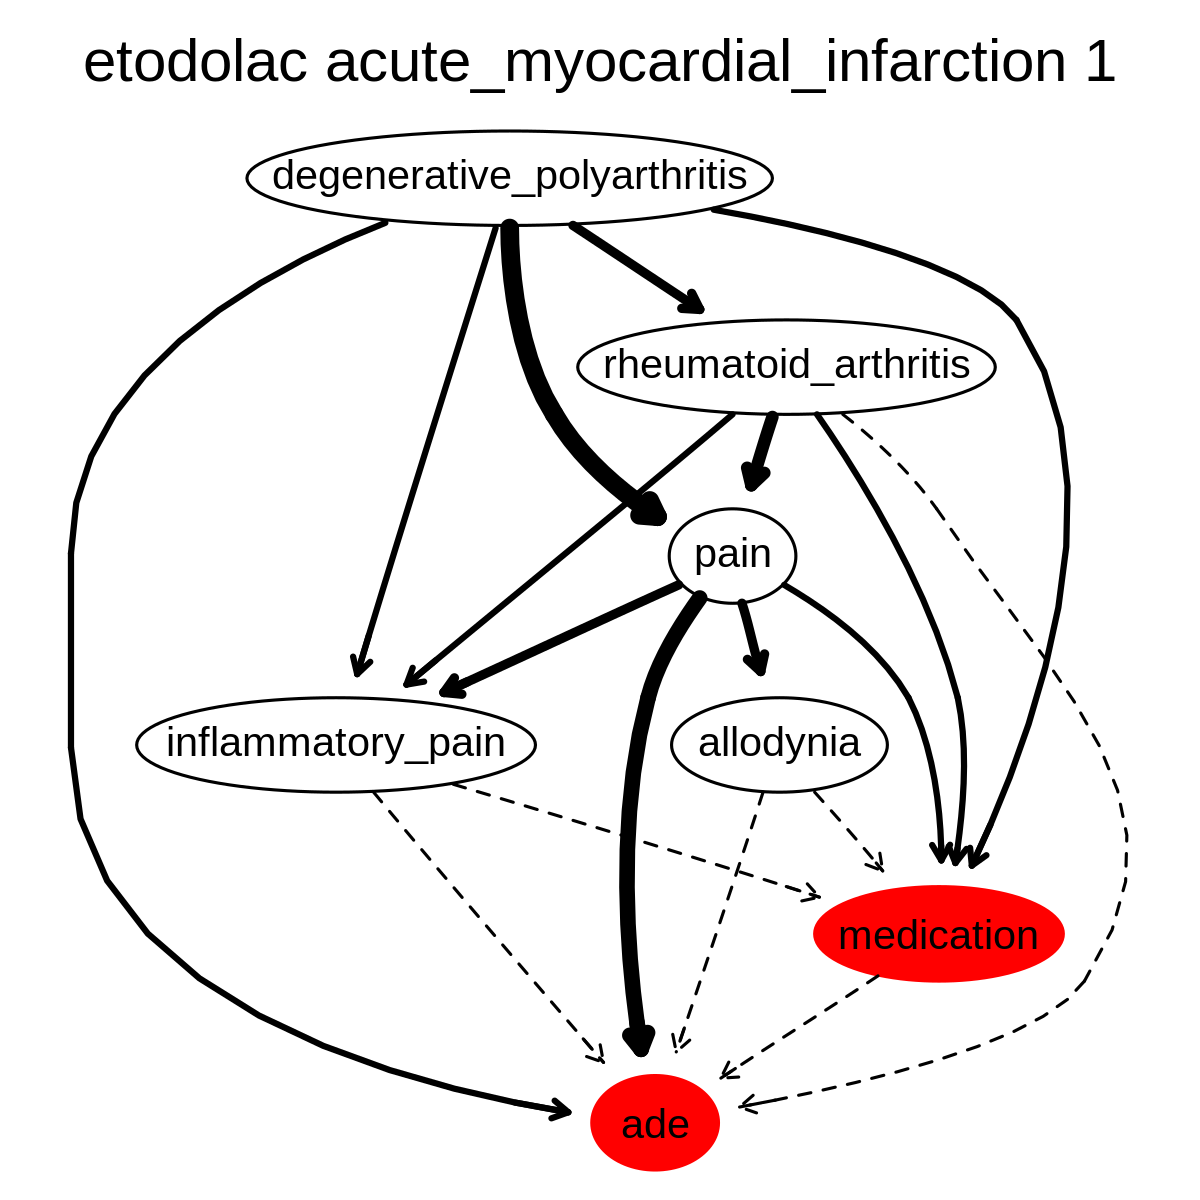 etodolac acute_myocardial_infarction 1
degenerative_polyarthritis
rheumatoid_arthritis
pain
inflammatory_pain
allodynia
medication
ade